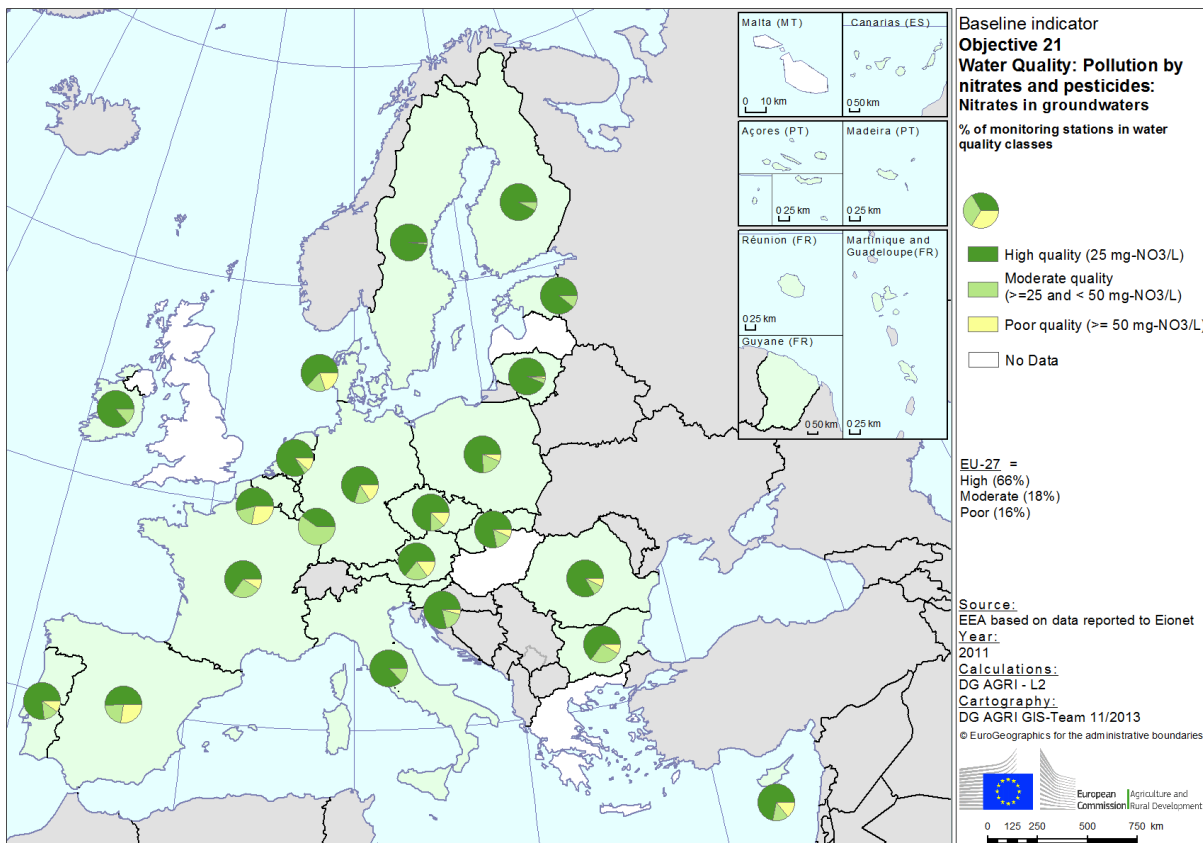 Malta (MT)
0 10 km
Canarias (ES)
0 50 km
Açores (PT)
0 25 km
Madeira (PT)
0 25 km
Réunion (FR)
0 25 km
Martinique and
Guadeloupe(FR)
0 25 km
Guyane (FR)
0 50 km
Baseline indicator
Objective 21
Water Quality: Pollution by
nitrates and pesticides:
Nitrates in groundwaters
% of monitoring stations in water
quality classes
High quality (25 mg-NO3/L)
Moderate quality
(>=25 and < 50 mg-NO3/L)
Poor quality (>= 50 mg-NO3/L)
No Data
EU-27 =
High (66%)
Moderate (18%)
Poor (16%)
Source:
EEA based on data reported to Eionet
Year:
2011
Calculations:
DG AGRI - L2
Cartography:
DG AGRI GIS-Team 11/2013
© EuroGeographics for the administrative boundaries
European
Commission
Agriculture and
Rural Development
0 125 250 500 750 km